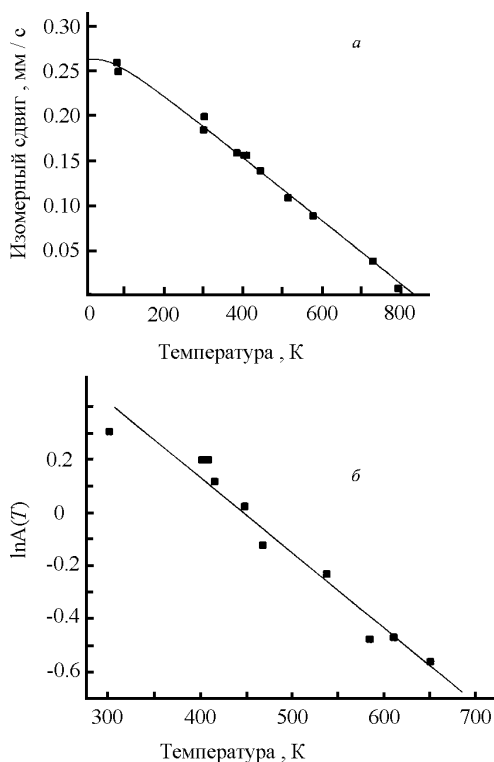 0.30
а
0.25
0.20
0.15
0.10
0.05
Изомерный сдвиг , мм / с
0 200 400 600 800
Температура , К
б
0.2
0
-0.2
-0.4
-0.6
lnA(T)
300 400 500 600 700
Температура , К